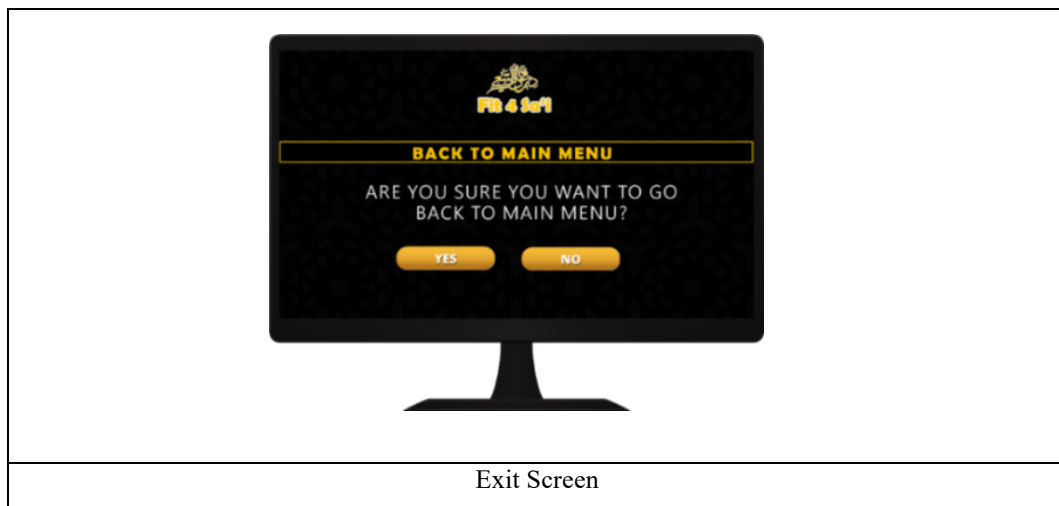 Fit 4 Sa'i
BACK TO MAIN MENU
ARE YOU SURE YOU WANT TO GO
BACK TO MAIN MENU?
YES NO
Exit Screen